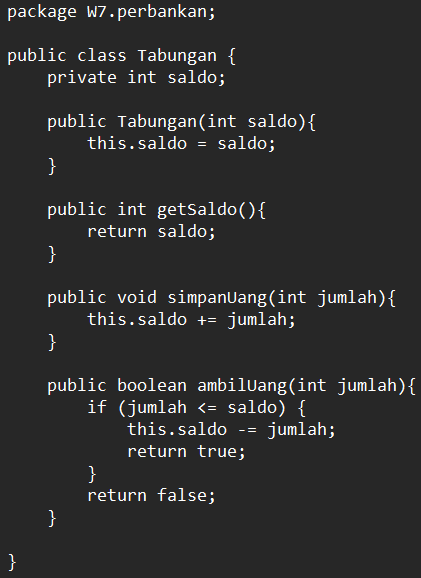 package W7.perbankan;
public class Tabungan {
    private int saldo;
    public Tabungan(int saldo){
        this.saldo = saldo;
    }
    public int getSaldo(){
        return saldo;
    }
    public void simpanUang(int jumlah){
        this.saldo += jumlah;
    }
    public boolean ambilUang(int jumlah){
        if (jumlah <= saldo) {
            this.saldo -= jumlah;
            return true;
        }
        return false;
    }
}